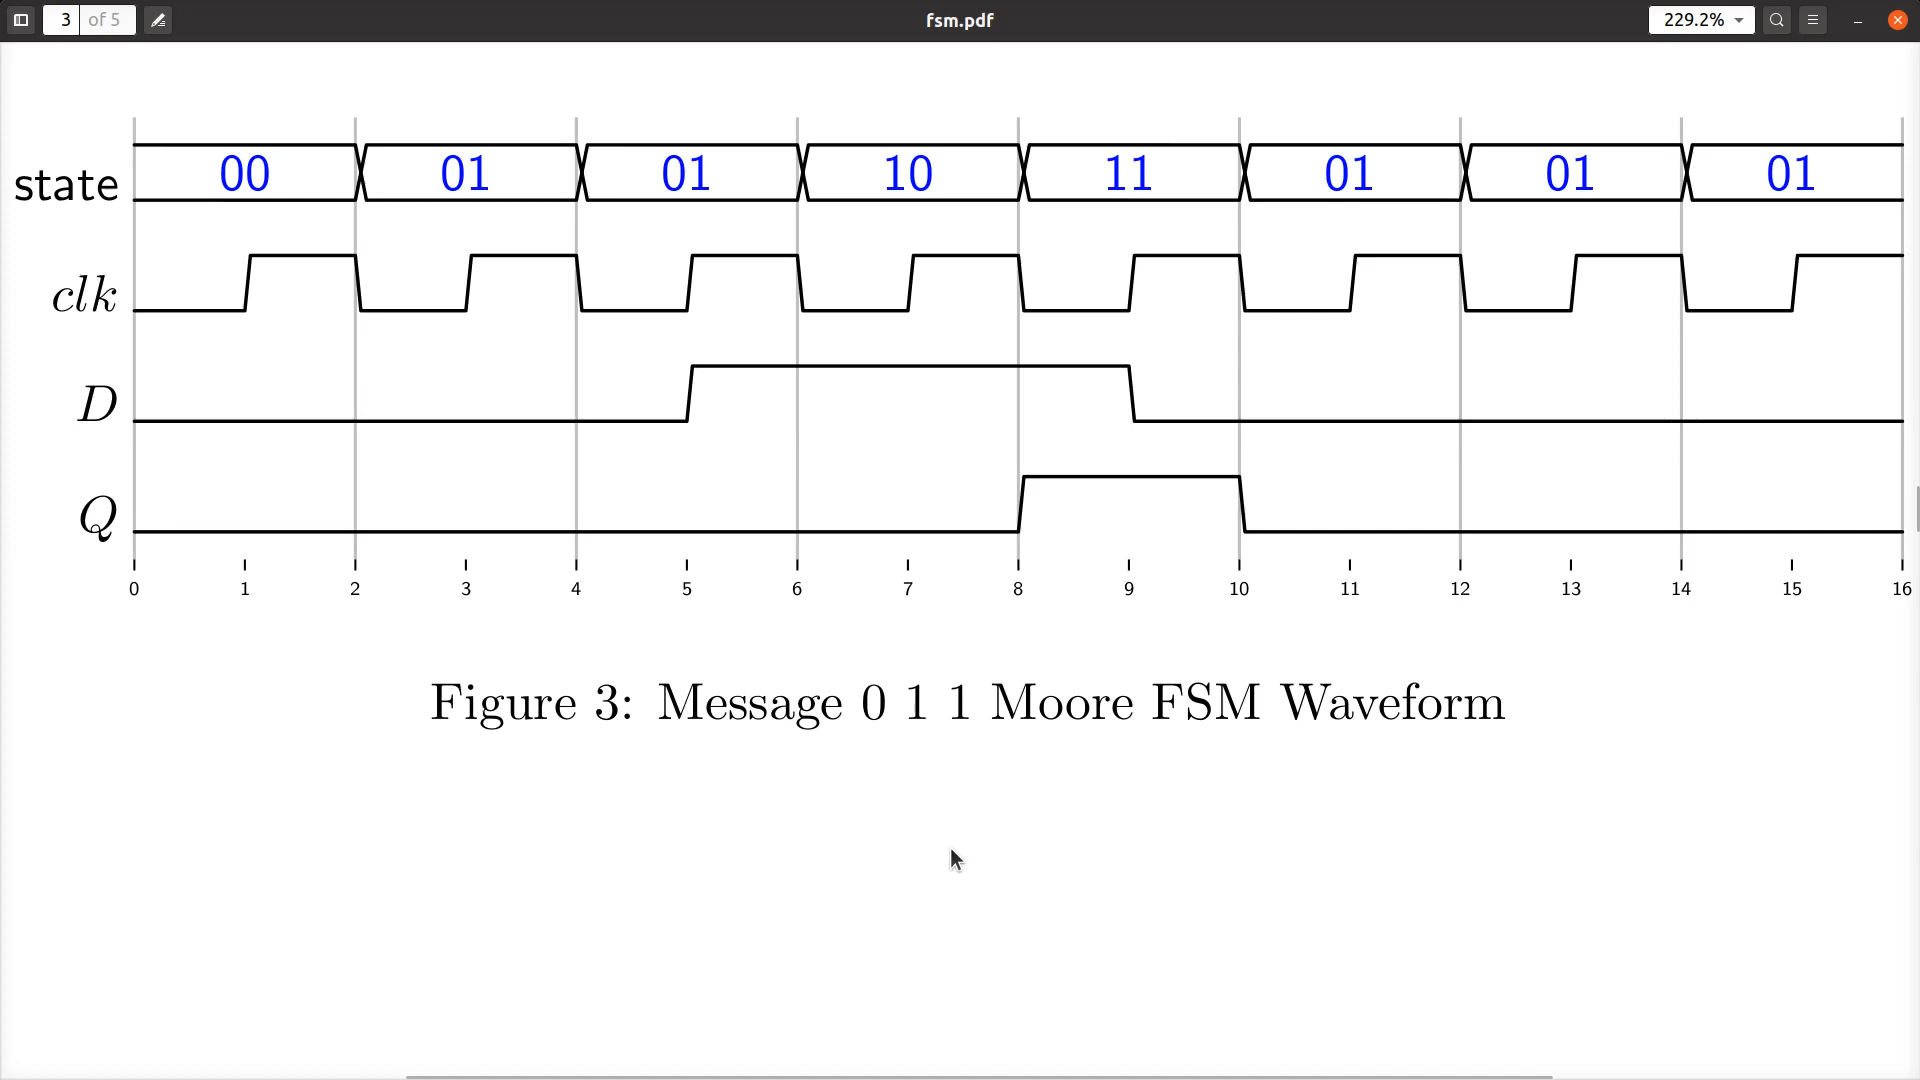 3 of 5 fsm.pdf 229.2%
state 00 01 01 10 11 01 01 01
clk
D
Q
0 1 2 3 4 5 6 7 8 9 10 11 12 13 14 15 16
Figure 3: Message 0 1 1 Moore FSM Waveform